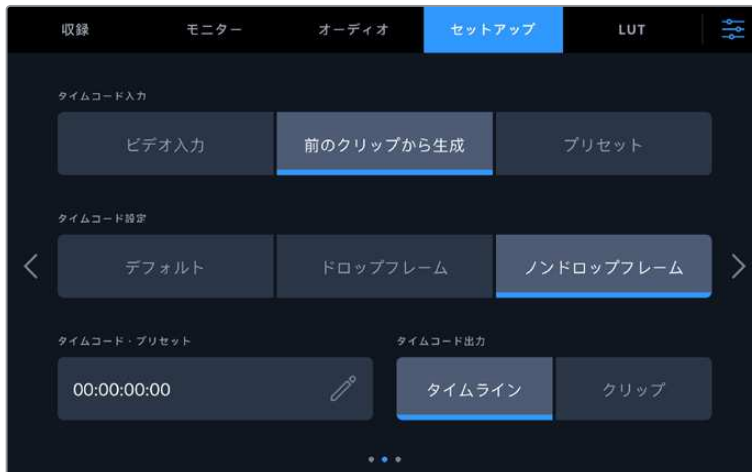 収録 モニター オーディオ セットアップ LUT
タイムコード入力
ビデオ入力 前のクリップから生成 プリセット
タイムコード設定
デフォルト ドロップフレーム ノンドロップフレーム
タイムコード・プリセット タイムコード出力
00:00:00:00 タイムライン クリップ